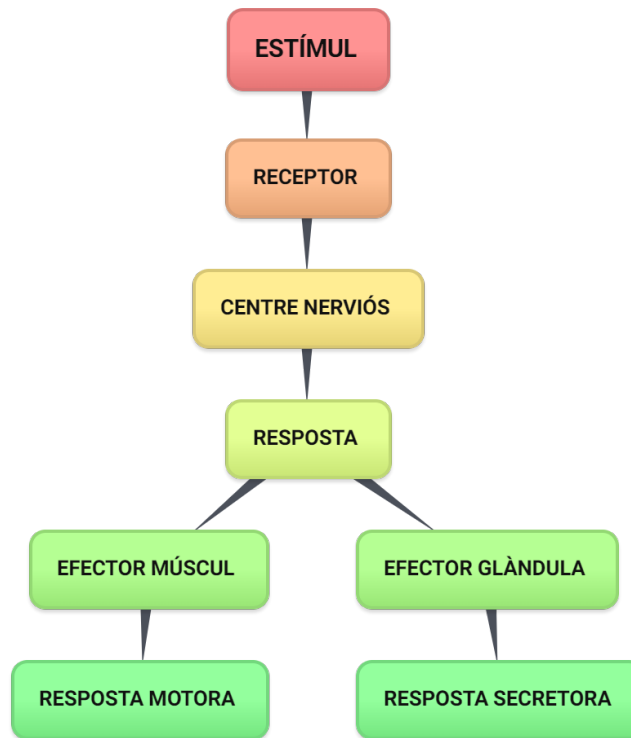 ESTÍMUL
RECEPTOR
CENTRE NERVIÓS
RESPOSTA
EFECTOR MÚSCUL
EFECTOR GLÀNDULA
RESPOSTA MOTORA
RESPOSTA SECRETORA